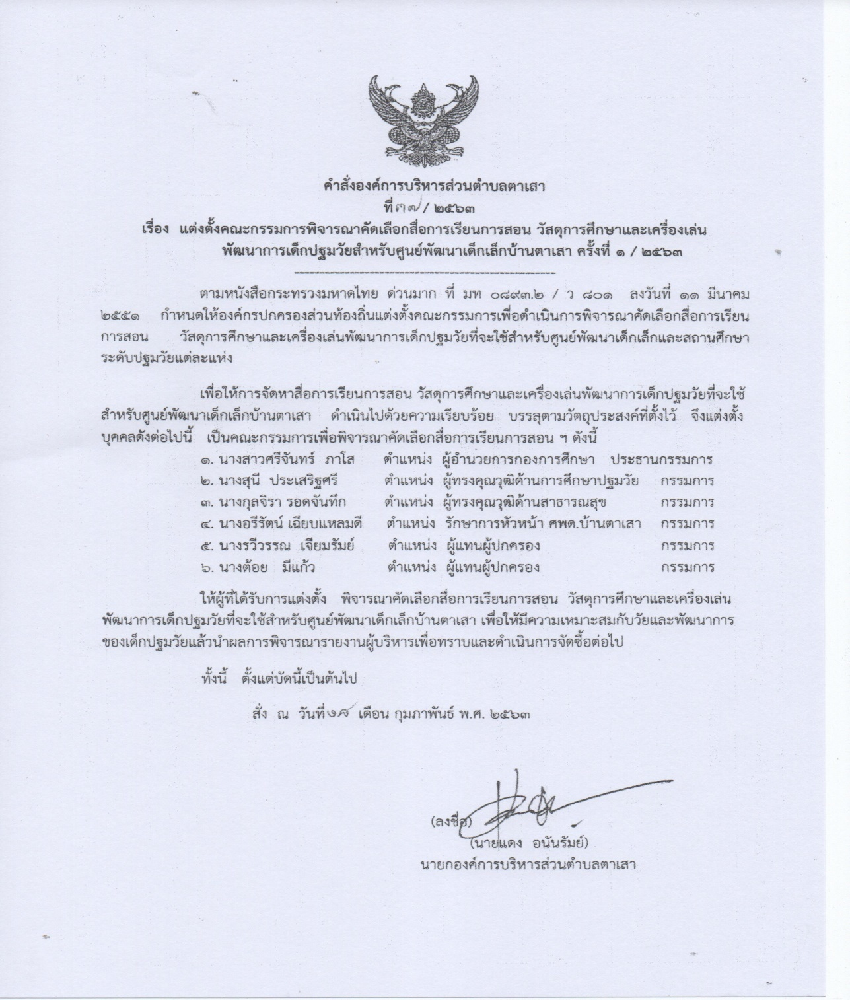 คำสั่งองค์การบริหารส่วนตำบลตาเสา
ที่ ๓๗ / ๒๕๖๓
เรื่อง แต่งตั้งคณะกรรมการพิจารณาคัดเลือกสื่อการเรียนการสอน วัสดุการศึกษาและเครื่องเล่น
พัฒนาการเด็กปฐมวัยสำหรับศูนย์พัฒนาเด็กเล็กบ้านตาเสา ครั้งที่ ๑ / ๒๕๖๓
ตามหนังสือกระทรวงมหาดไทย ด่วนมาก ที่ มท ๐๘๙๓.๒ / ว ๘๐๑ ลงวันที่ ๑๑ มีนาคม
๒๕๕๑ กำหนดให้องค์กรปกครองส่วนท้องถิ่นแต่งตั้งคณะกรรมการเพื่อดำเนินการพิจารณาคัดเลือกสื่อการเรียน
การสอน วัสดุการศึกษาและเครื่องเล่นพัฒนาการเด็กปฐมวัยที่จะใช้สำหรับศูนย์พัฒนาเด็กเล็กและสถานศึกษา
ระดับปฐมวัยแต่ละแห่ง
เพื่อให้การจัดหาสื่อการเรียนการสอน วัสดุการศึกษาและเครื่องเล่นพัฒนาการเด็กปฐมวัยที่จะใช้
สำหรับศูนย์พัฒนาเด็กเล็กบ้านตาเสา ดำเนินไปด้วยความเรียบร้อย บรรลุตามวัตถุประสงค์ที่ตั้งไว้ จึงแต่งตั้ง
บุคคลดังต่อไปนี้ เป็นคณะกรรมการเพื่อพิจารณาคัดเลือกสื่อการเรียนการสอน ฯ ดังนี้
๑. นางสาวศรีจันทร์ ภาโส ตำแหน่ง ผู้อำนวยการกองการศึกษา ประธานกรรมการ
๒. นางสุนี ประเสริฐศรี ตำแหน่ง ผู้ทรงคุณวุฒิด้านการศึกษาปฐมวัย กรรมการ
๓. นางกุลจิรา รอดจันทึก ตำแหน่ง ผู้ทรงคุณวุฒิด้านสาธารณสุข กรรมการ
๔. นางอรีรัตน์ เฉียบแหลมดี ตำแหน่ง รักษาการหัวหน้า ศพด.บ้านตาเสา กรรมการ
๕. นางรวีวรรณ เจียมรัมย์ ตำแหน่ง ผู้แทนผู้ปกครอง กรรมการ
๖. นางต้อย มีแก้ว ตำแหน่ง ผู้แทนผู้ปกครอง กรรมการ
ให้ผู้ที่ได้รับการแต่งตั้ง พิจารณาคัดเลือกสื่อการเรียนการสอน วัสดุการศึกษาและเครื่องเล่น
พัฒนาการเด็กปฐมวัยที่จะใช้สำหรับศูนย์พัฒนาเด็กเล็กบ้านตาเสา เพื่อให้มีความเหมาะสมกับวัยและพัฒนาการ
ของเด็กปฐมวัยแล้วนำผลการพิจารณารายงานผู้บริหารเพื่อทราบและดำเนินการจัดซื้อต่อไป
ทั้งนี้ ตั้งแต่บัดนี้เป็นต้นไป
สั่ง ณ วันที่ เดือน กุมภาพันธ์ พ.ศ. ๒๕๖๓
(ลงชื่อ)
(นายแดง อนันรัมย์)
นายกองค์การบริหารส่วนตำบลตาเสา